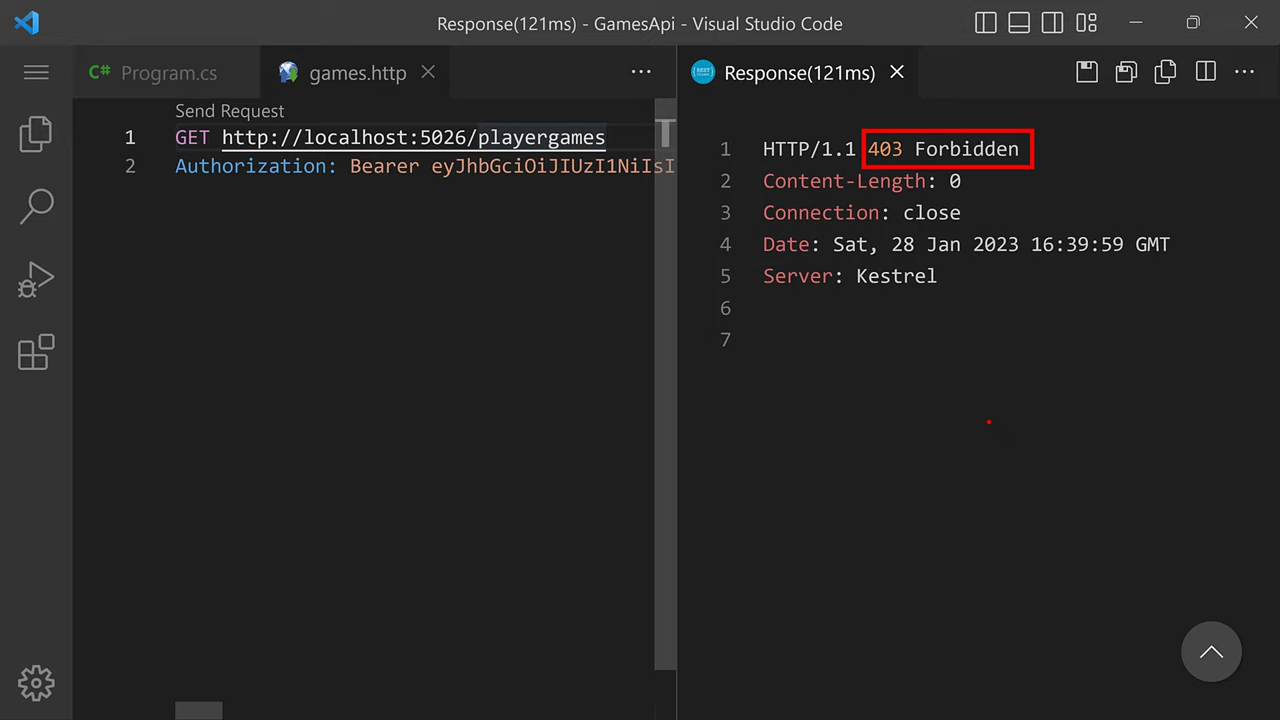 Response(121ms) - GamesApi - Visual Studio Code
C# Program.cs
games.http
Response(121ms)
Send Request
1 GET http://localhost:5026/playergames
2 Authorization: Bearer eyJhbGciOiJIUzI1NiIsI
1 HTTP/1.1 403 Forbidden
2 Content-Length: 0
3 Connection: close
4 Date: Sat, 28 Jan 2023 16:39:59 GMT
5 Server: Kestrel
6
7